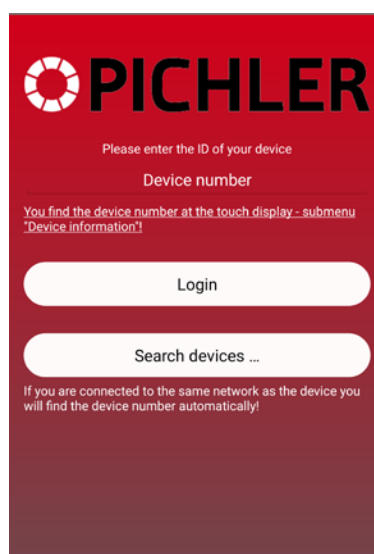 PICHLER
Please enter the ID of your device
Device number
You find the device number at the touch display - submenu
"Device information"!
Login
Search devices ...
If you are connected to the same network as the device you
will find the device number automatically!